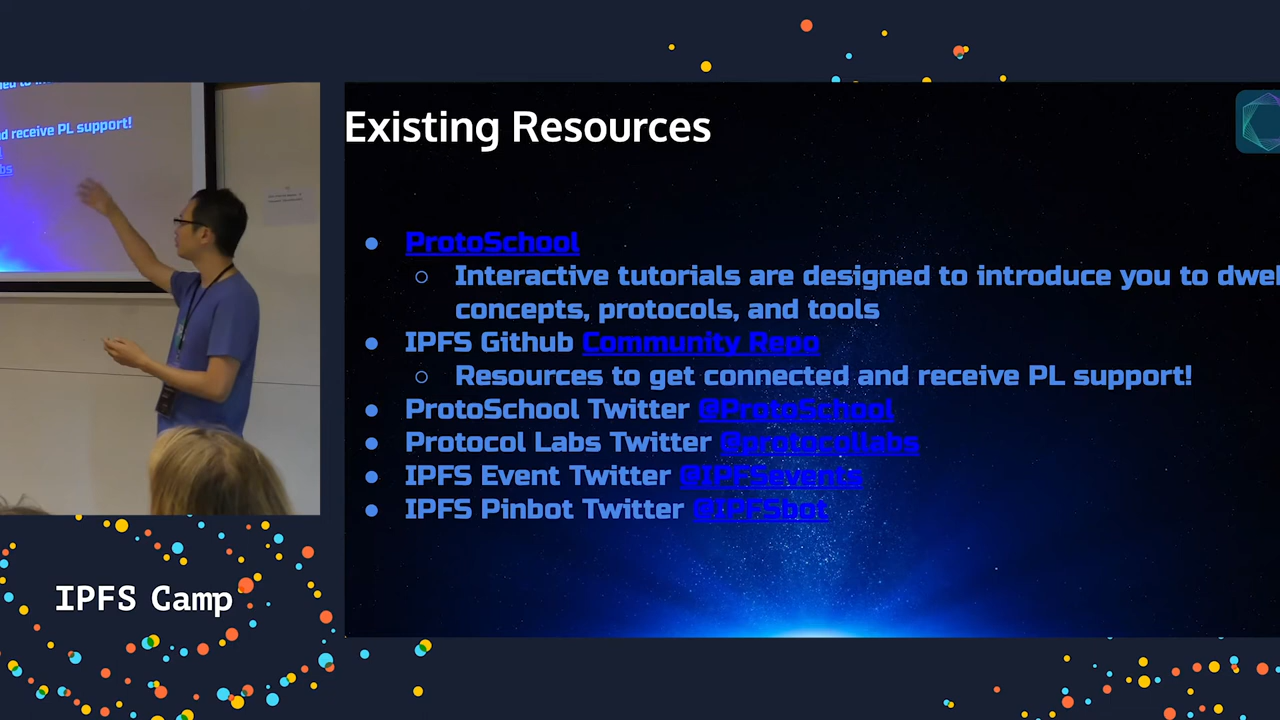 d receive PL support!
Existing Resources
ProtoSchool
Interactive tutorials are designed to introduce you to
concepts, protocols, and tools
IPFS Github Community Repo
Resources to get connected and receive PL support!
ProtoSchool Twitter @ProtoSchool
Protocol Labs Twitter @protocollabs
IPFS Event Twitter @IPFSevents
IPFS Pinbot Twitter @IPFSbot
IPFS Camp